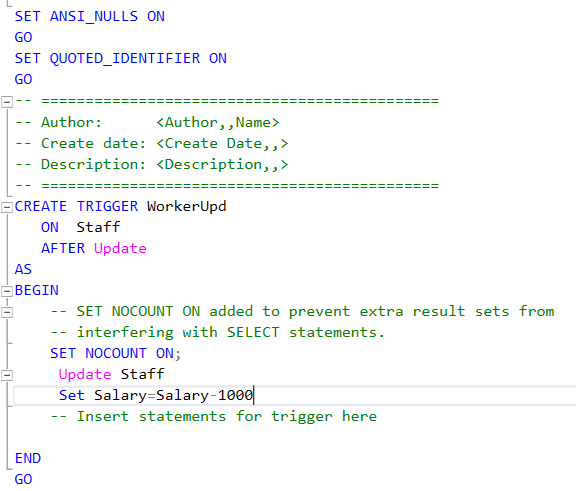 SET ANSI_NULLS ON
GO
SET QUOTED_IDENTIFIER ON
GO
-- =============================================
-- Author:      <Author,,Name>
-- Create date: <Create Date,,>
-- Description: <Description,,>
-- =============================================
CREATE TRIGGER WorkerUpd
   ON  Staff
   AFTER Update
AS
BEGIN
    -- SET NOCOUNT ON added to prevent extra result sets from
    -- interfering with SELECT statements.
    SET NOCOUNT ON;
     Update Staff
     Set Salary=Salary-1000
    -- Insert statements for trigger here
END
GO